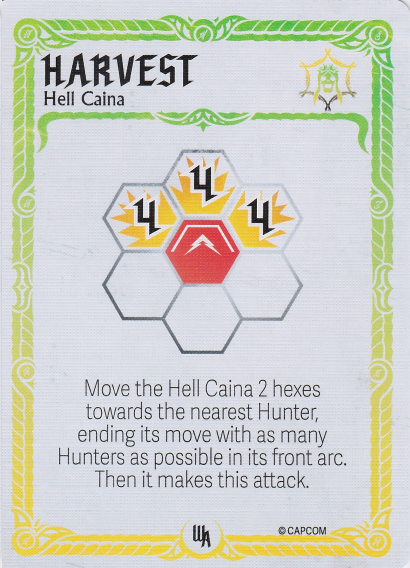 HARVEST
Hell Caina
4
4
4
Move the Hell Caina 2 hexes
towards the nearest Hunter,
ending its move with as many
Hunters as possible in its front arc.
Then it makes this attack.
© CAPCOM